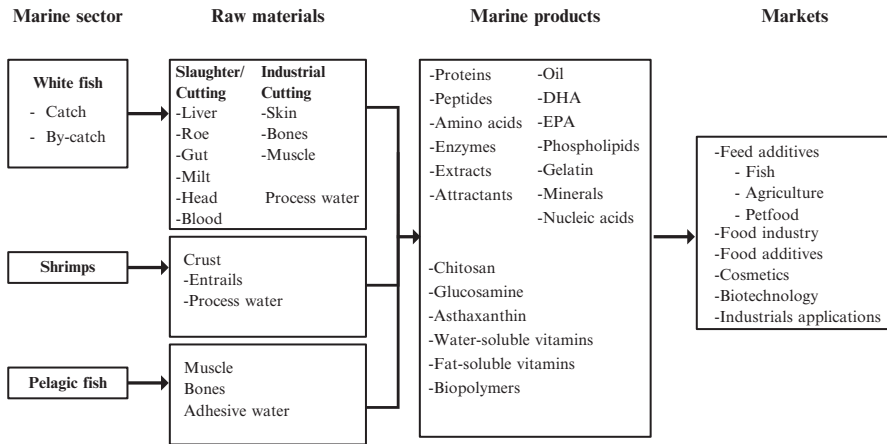 Marine sector
Raw materials
Marine products
Markets
White fish
- Catch
- By-catch
Slaughter/
Cutting
-Liver
-Roe
-Gut
-Milt
-Head
-Blood
Industrial
Cutting
-Skin
-Bones
-Muscle
Process water
Shrimps
Crust
-Entrails
-Process water
Pelagic fish
Muscle
Bones
Adhesive water
-Proteins
-Peptides
-Amino acids
-Enzymes
-Extracts
-Attractants
-Oil
-DHA
-EPA
-Phospholipids
-Gelatin
-Minerals
-Nucleic acids
-Chitosan
-Glucosamine
-Asthaxanthin
-Water-soluble vitamins
-Fat-soluble vitamins
-Biopolymers
-Feed additives
- Fish
- Agriculture
- Petfood
-Food industry
-Food additives
-Cosmetics
-Biotechnology
-Industrials applications